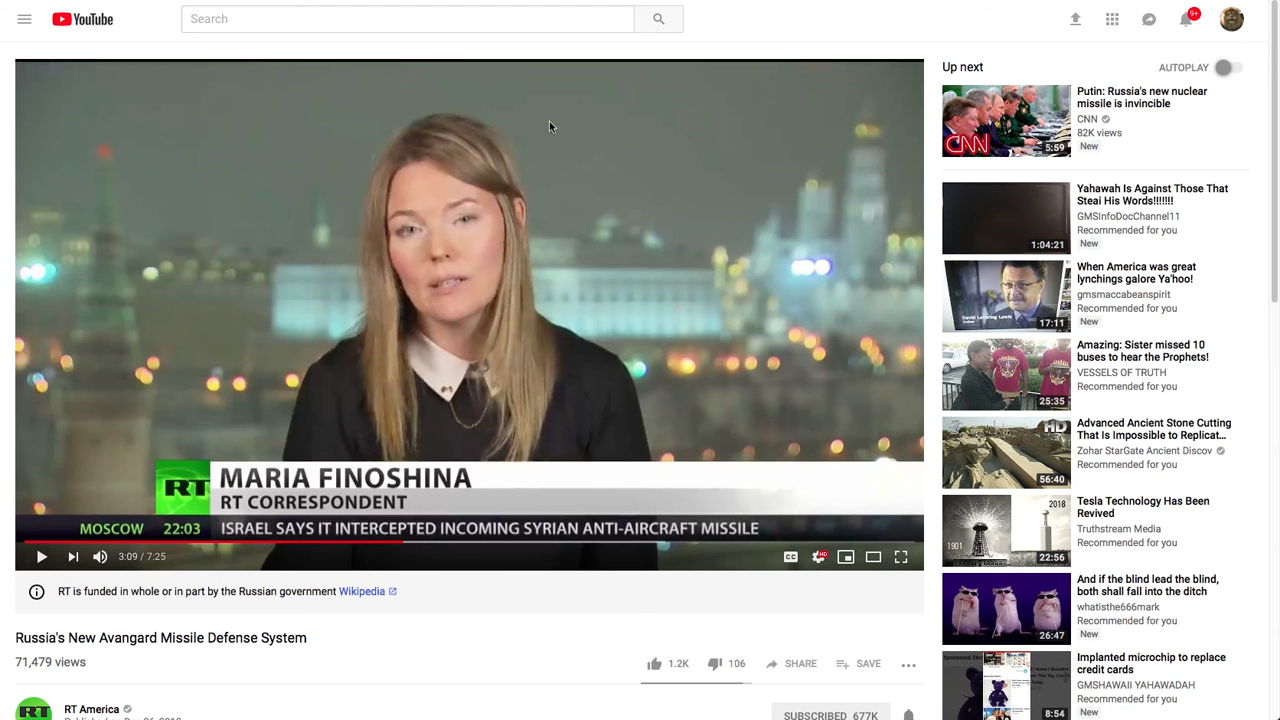 YouTube
Search
9+
MARIA FINOSHINA
RT
RT CORRESPONDENT
MOSCOW 22:03 ISRAEL SAYS IT INTERCEPTED INCOMING SYRIAN ANTI-AIRCRAFT MISSILE
3:09 / 7:25
CC
HD
RT is funded in whole or in part by the Russian government Wikipedia
Russia's New Avangard Missile Defense System
71,479 views
1.2K
106
SHARE
SAVE
RT
RT America
SUBSCRIBED 677K
Up next
AUTOPLAY
CNN
5:59
Putin: Russia's new nuclear
missile is invincible
CNN
82K views
New
1:04:21
Yahawah Is Against Those That
Steai His Words!!!!!!!
GMSInfoDocChannel11
Recommended for you
New
17:11
When America was great
lynchings galore Ya'hoo!
gmsmaccabeanspirit
Recommended for you
New
25:35
Amazing: Sister missed 10
buses to hear the Prophets!
VESSELS OF TRUTH
Recommended for you
HD
56:40
Advanced Ancient Stone Cutting
That Is Impossible to Replicat...
Zohar StarGate Ancient Discov
Recommended for you
1901
2018
22:56
Tesla Technology Has Been
Revived
Truthstream Media
Recommended for you
26:47
And if the blind lead the blind,
both shall fall into the ditch
whatisthe666mark
Recommended for you
New
8:54
Implanted microchip to replace
credit cards
GMSHAWAII YAHAWADAH
Recommended for you
New